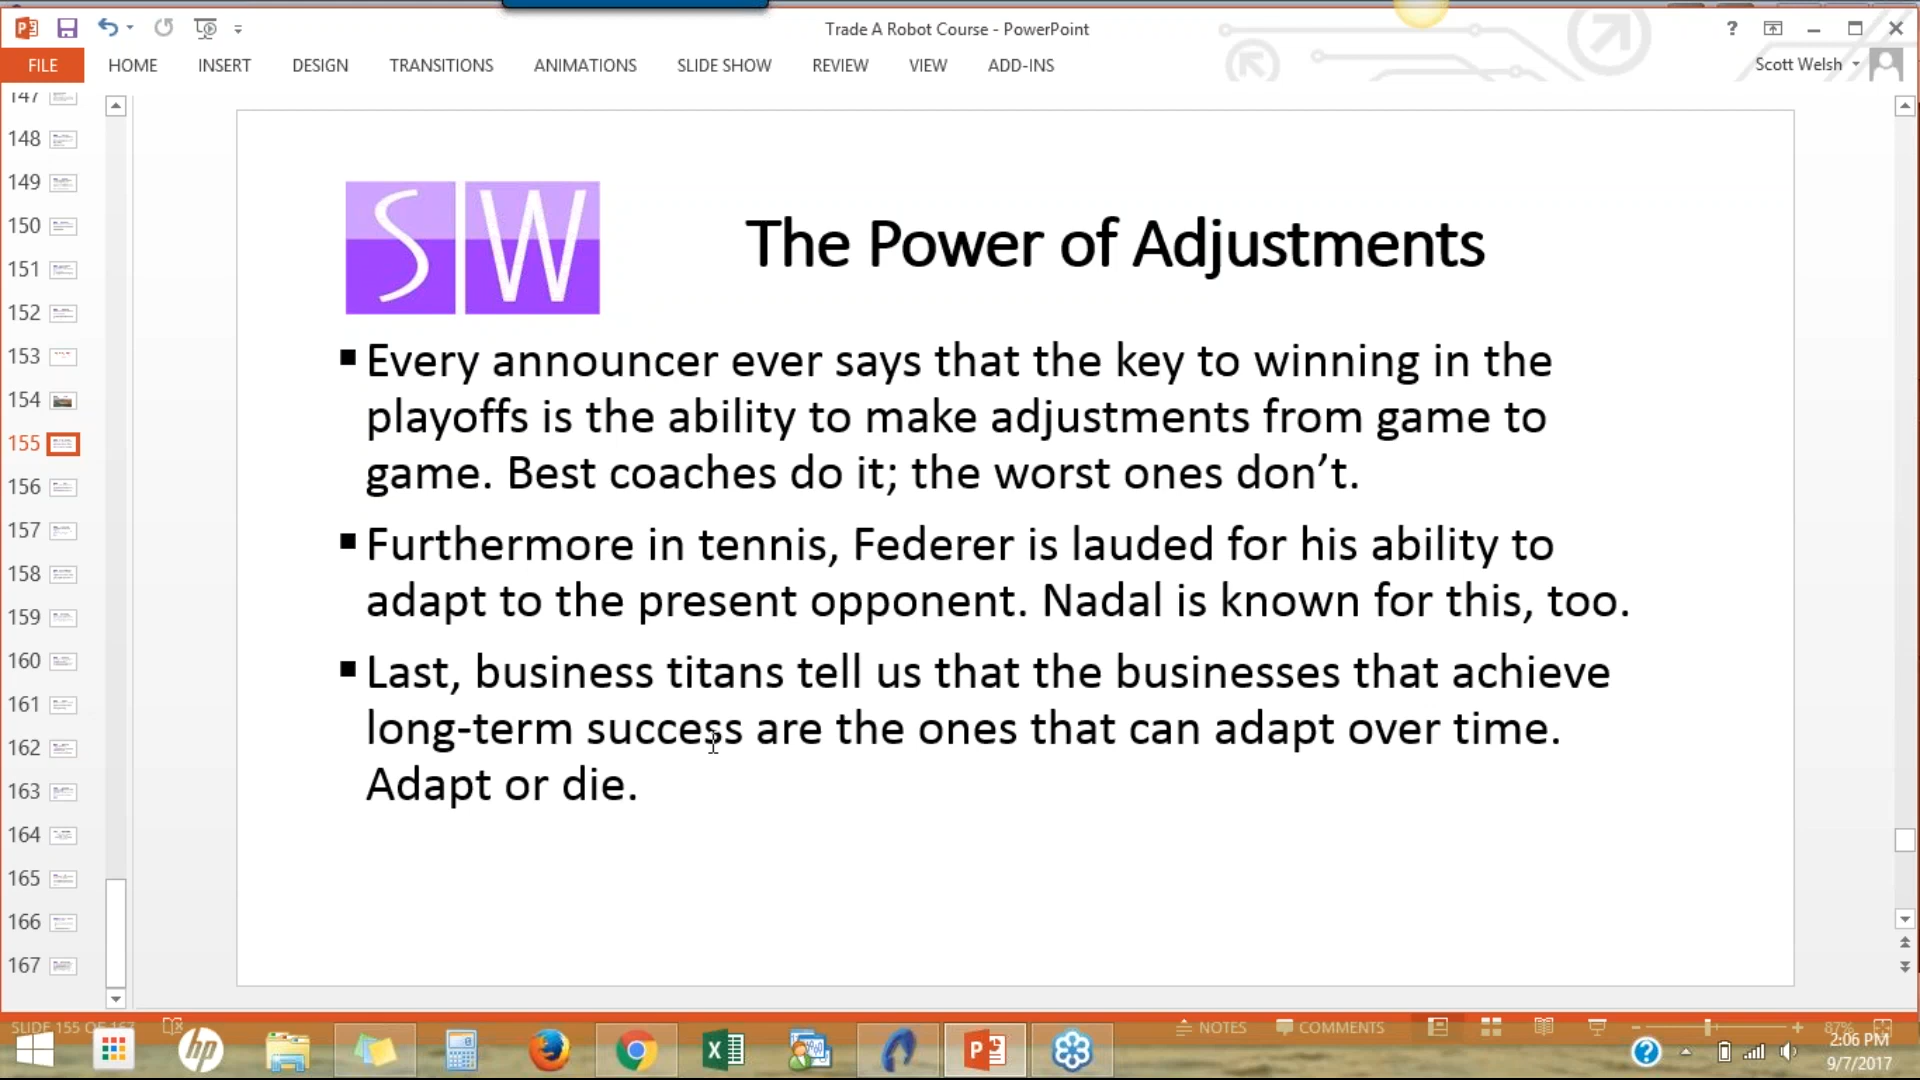 Trade A Robot Course - PowerPoint
?
FILE HOME INSERT DESIGN TRANSITIONS ANIMATIONS SLIDE SHOW REVIEW VIEW ADD-INS
Scott Welsh
147
148
149
150
151
152
153
154
155
156
157
158
159
160
161
162
163
164
165
166
167
SW
The Power of Adjustments
▪ Every announcer ever says that the key to winning in the
playoffs is the ability to make adjustments from game to
game. Best coaches do it; the worst ones don’t.
▪ Furthermore in tennis, Federer is lauded for his ability to
adapt to the present opponent. Nadal is known for this, too.
▪ Last, business titans tell us that the businesses that achieve
long-term success are the ones that can adapt over time.
Adapt or die.
SLIDE 155 OF 167
NOTES
COMMENTS
87%
hp
2:06 PM
9/7/2017